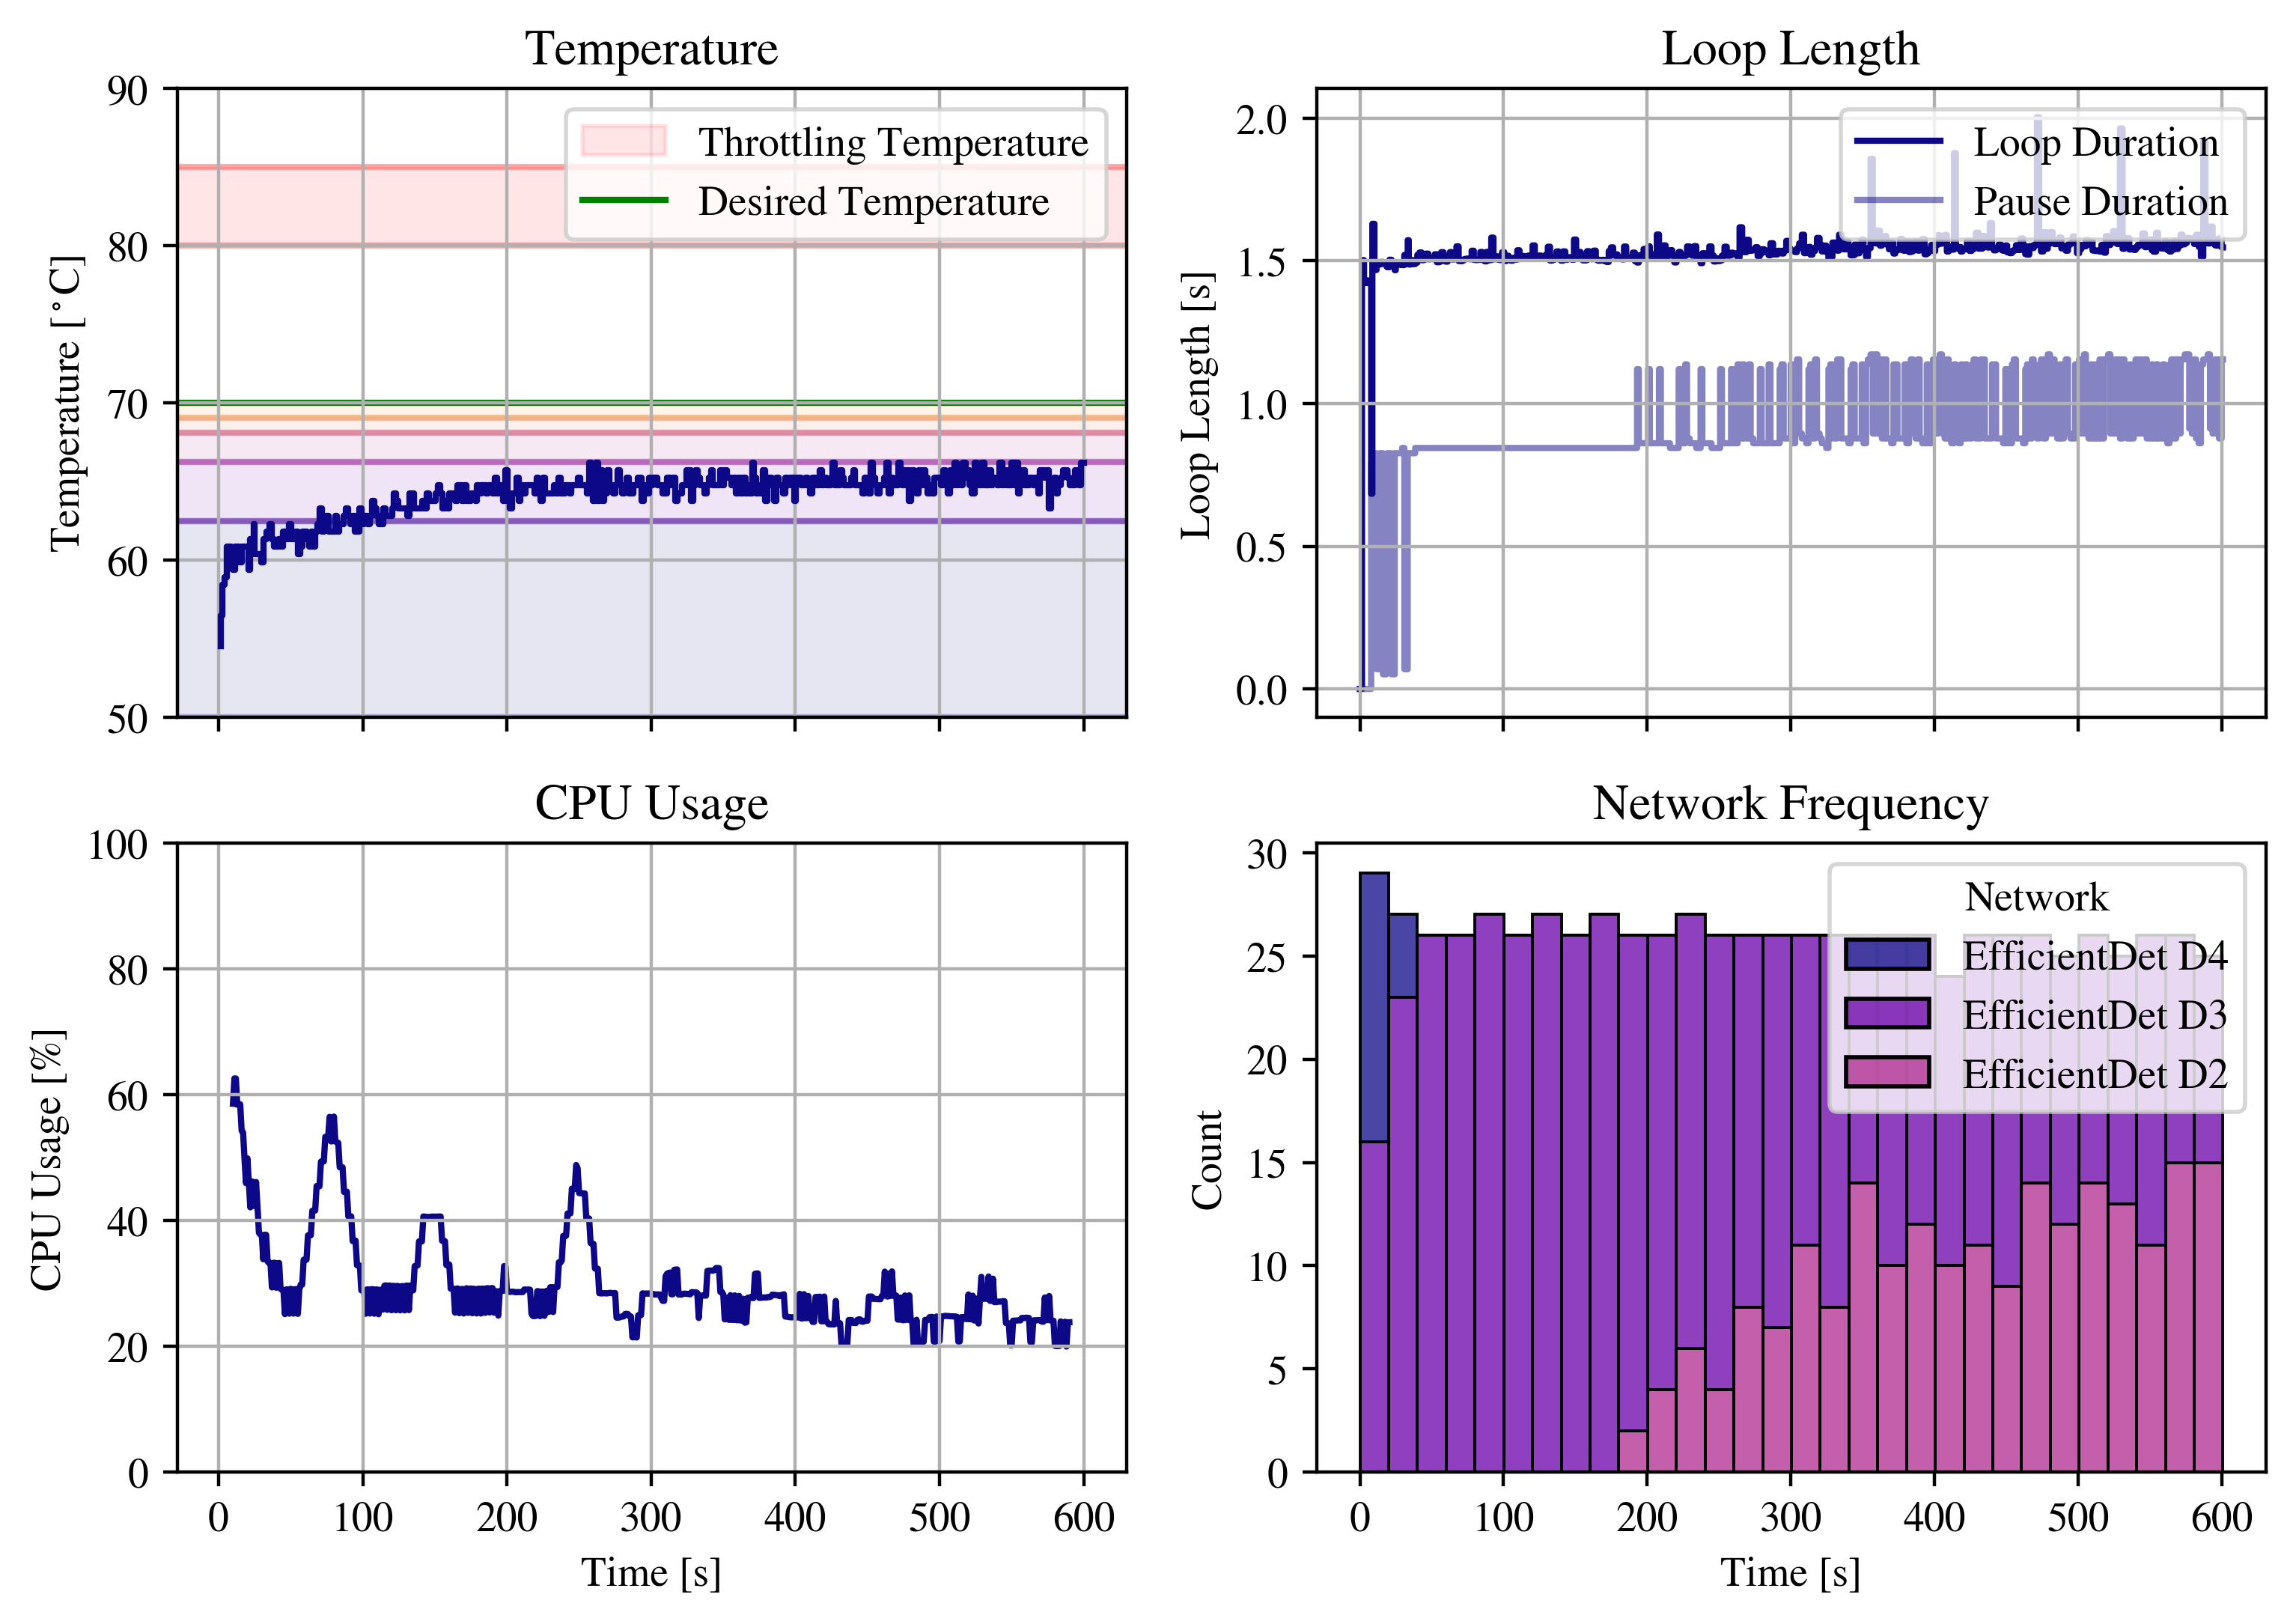 Temperature
90
80
70
60
50
Temperature [°C]
Throttling Temperature
Desired Temperature
Loop Length
2.0
1.5
1.0
0.5
0.0
Loop Length [s]
Loop Duration
Pause Duration
CPU Usage
100
80
60
40
20
0
CPU Usage [%]
0 100 200 300 400 500 600
Time [s]
Network Frequency
30
25
20
15
10
5
0
Count
Network
EfficientDet D4
EfficientDet D3
EfficientDet D2
0 100 200 300 400 500 600
Time [s]